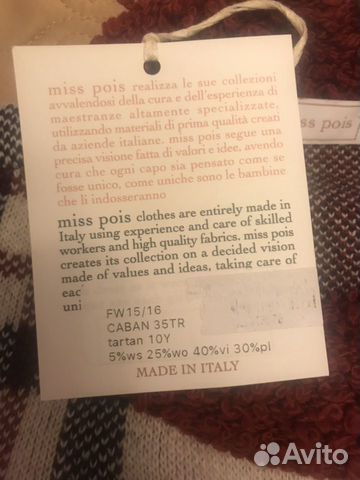 miss pois realizza le sue collezioni
avvalendosi della cura e dell'esperienza di
maestranze altamente specializzate,
utilizzando materiali di prima qualità creati
da aziende italiane. miss pois segue una
precisa visione fatta di valori e idee, avendo
cura che ogni capo sia pensato come se
fosse unico, come uniche sono le bambine
che li indosseranno
miss pois clothes are entirely made in
Italy using experience and care of skilled
workers and high quality fabrics. miss pois
creates its collection on a decided vision
made of values and ideas, taking care of
eac
uni
FW15/16
CABAN 35TR
tartan 10Y
5%ws 25%wo 40%vi 30%pl
MADE IN ITALY
ss pois
Avito